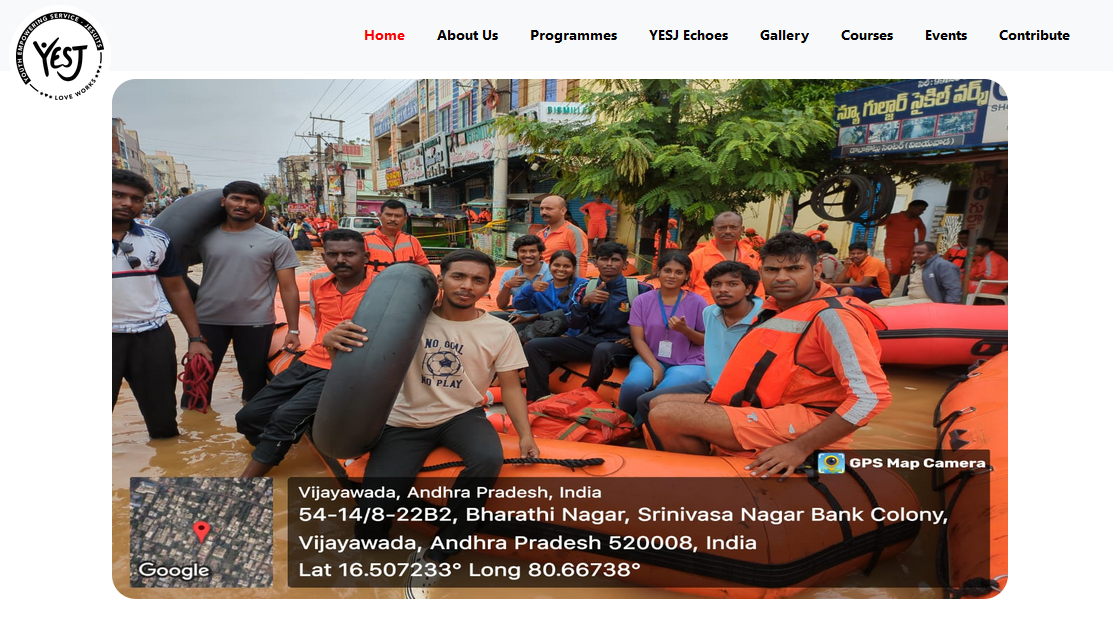 YOUTH EMPOWERING SERVICE - JESUITS
YESJ
LOVE WORKS
Home
About Us
Programmes
YESJ Echoes
Gallery
Courses
Events
Contribute
న్యూ గుల్జార్ సైకిల్ వర్క్స్
NO GOAL
NO PLAY
GPS Map Camera
Google
Vijayawada, Andhra Pradesh, India
54-14/8-22B2, Bharathi Nagar, Srinivasa Nagar Bank Colony,
Vijayawada, Andhra Pradesh 520008, India
Lat 16.507233° Long 80.66738°